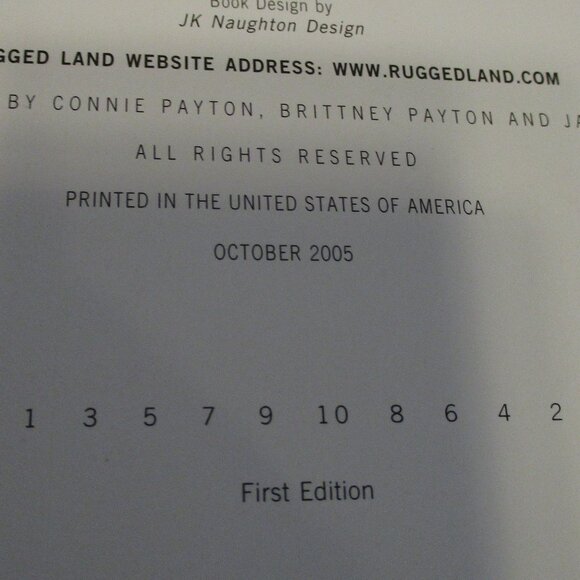 Book Design by
JK Naughton Design
GGED LAND WEBSITE ADDRESS: WWW.RUGGEDLAND.COM
BY CONNIE PAYTON, BRITTNEY PAYTON AND JA
ALL RIGHTS RESERVED
PRINTED IN THE UNITED STATES OF AMERICA
OCTOBER 2005
1 3 5 7 9 10 8 6 4 2
First Edition